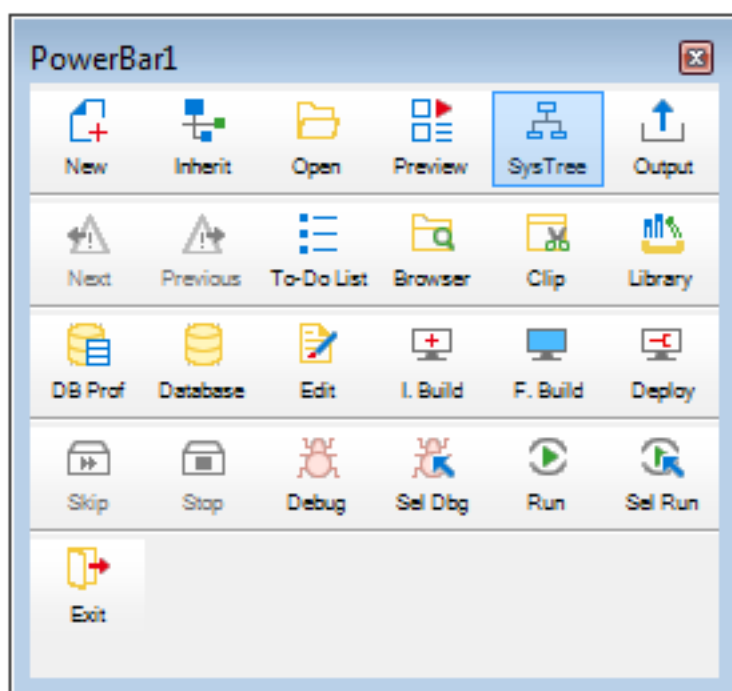 PowerBar1
New Inherit Open Preview SysTree Output
Next Previous To-Do List Browser Clip Library
DB Prof Database Edit I. Build F. Build Deploy
Skip Stop Debug Sel Dbg Run Sel Run
Exit